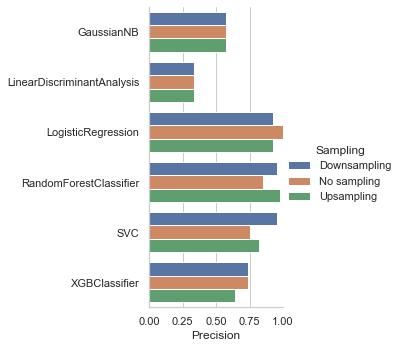 GaussianNB
LinearDiscriminantAnalysis
LogisticRegression
RandomForestClassifier
SVC
XGBClassifier
0.00 0.25 0.50 0.75 1.00
Precision
Sampling
Downsampling
No sampling
Upsampling